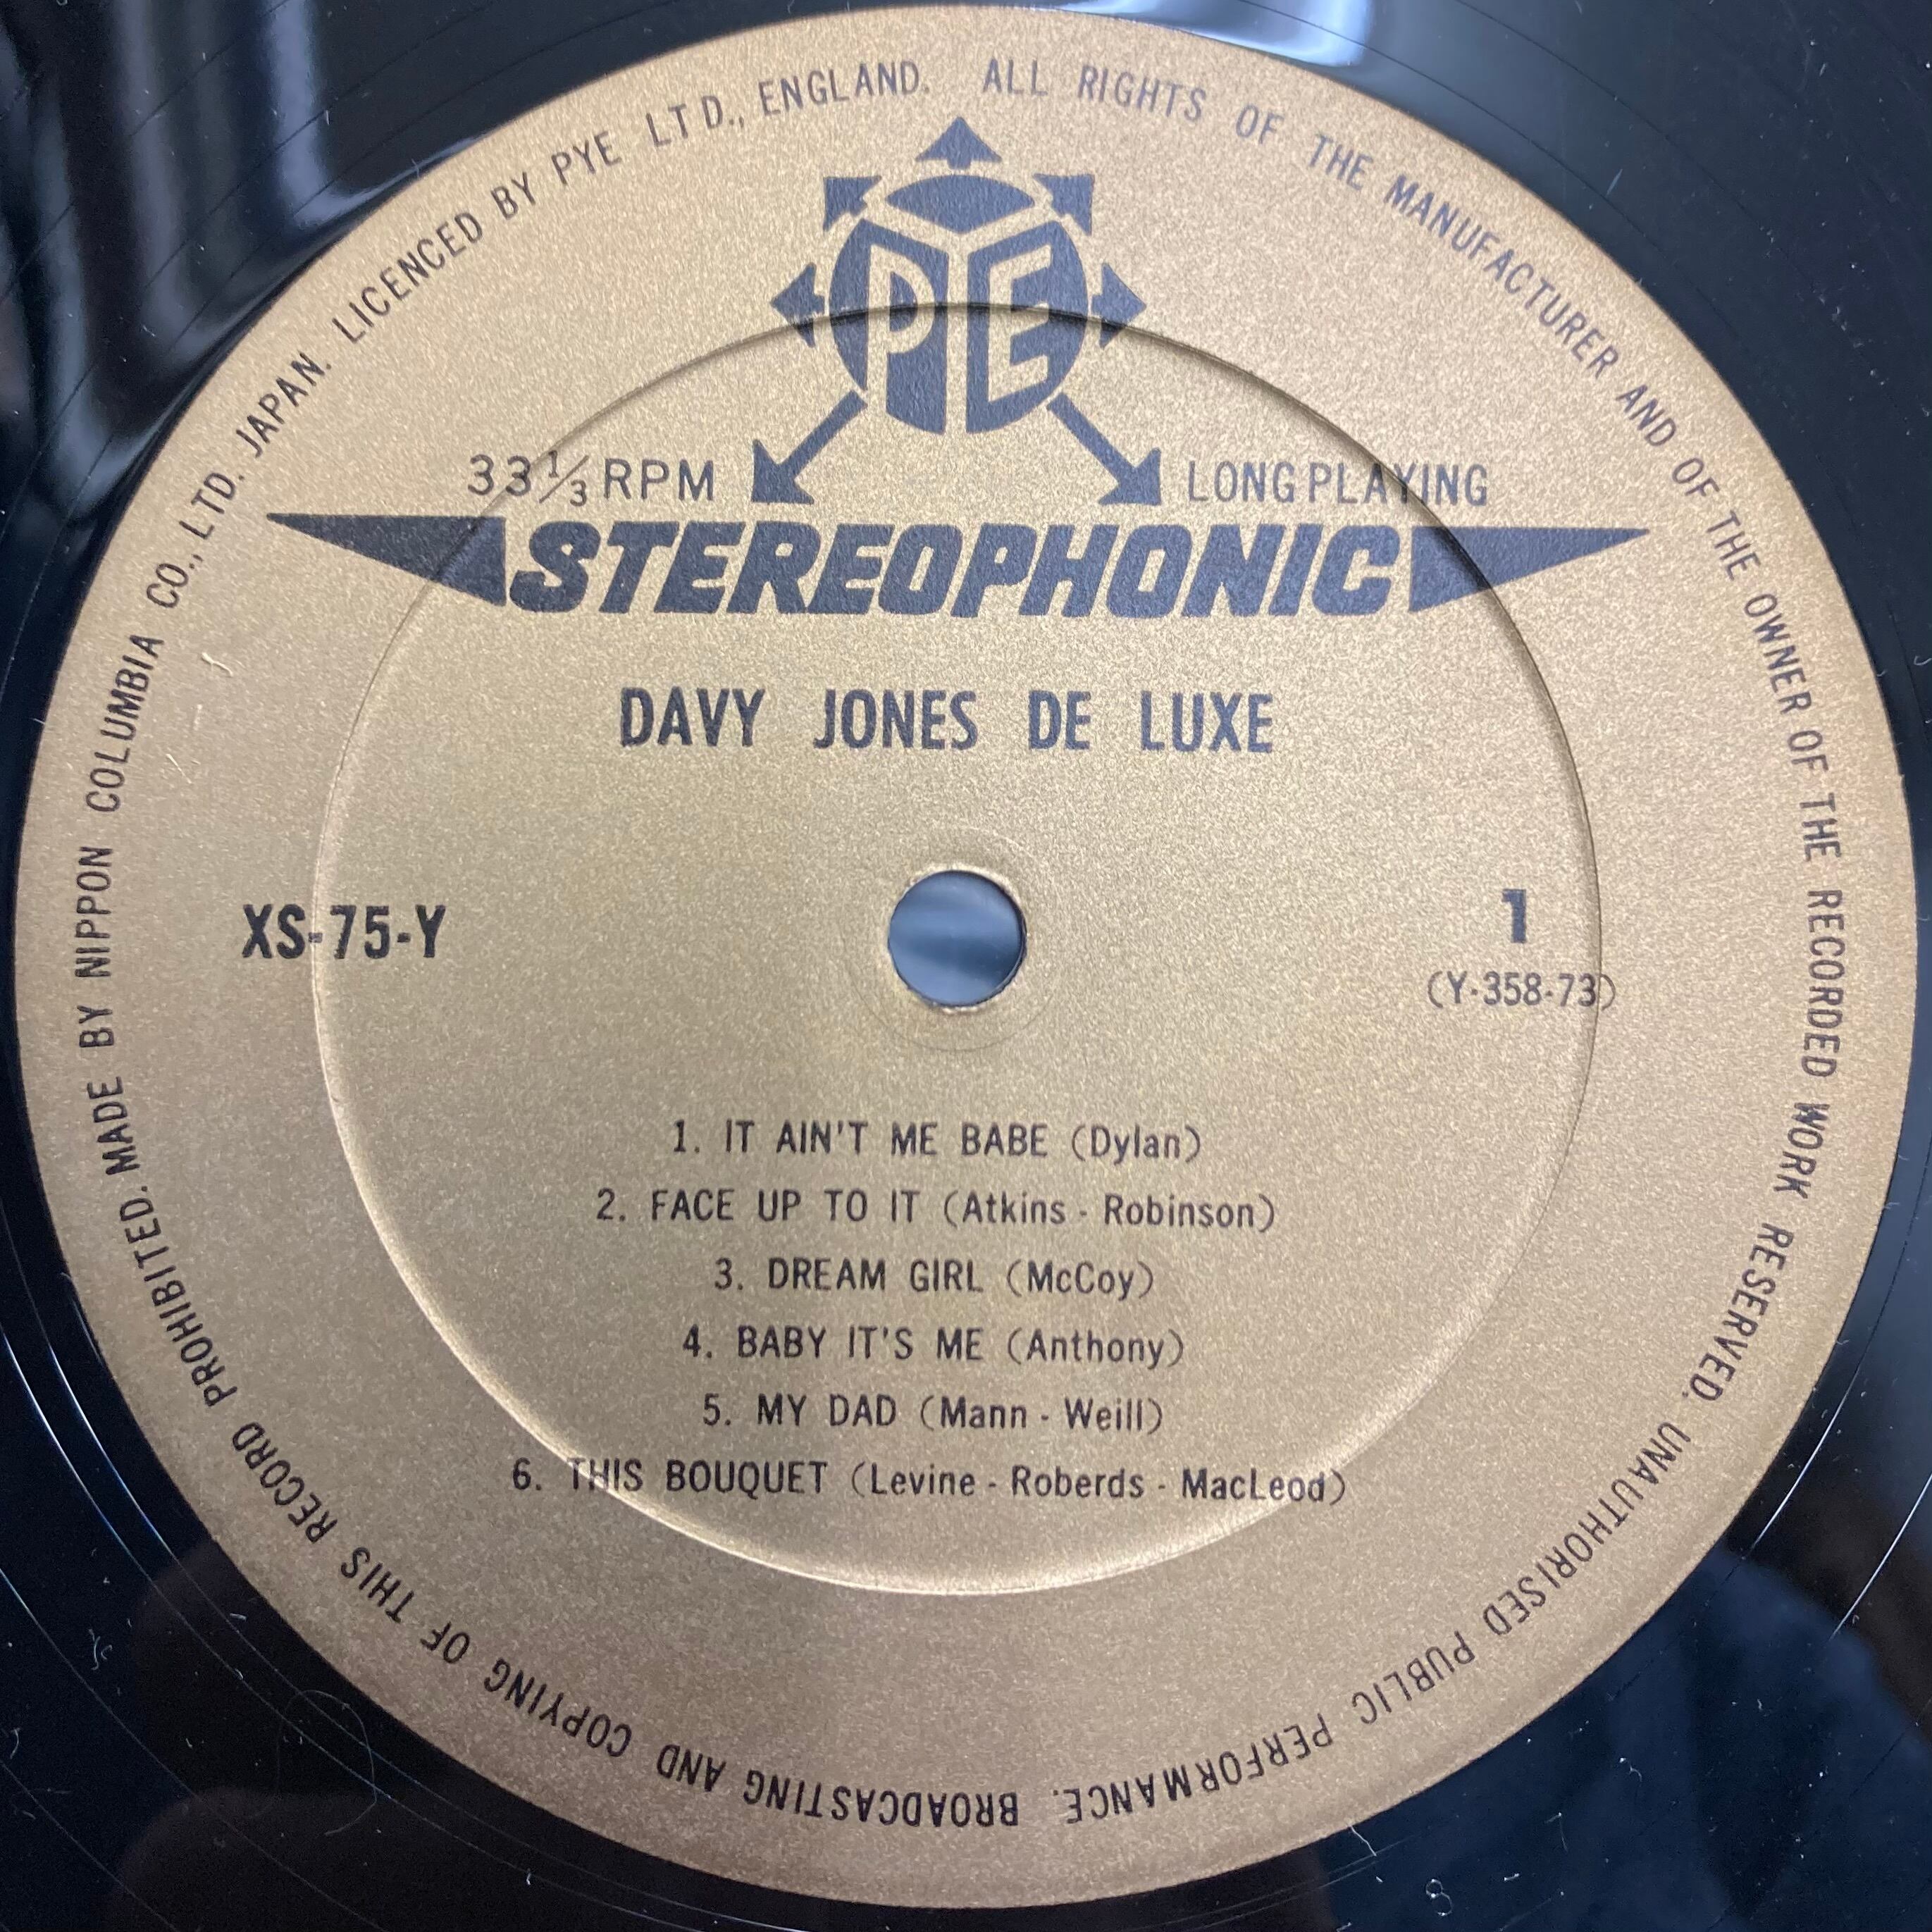 MADE BY NIPPON COLUMBIA CO., LTD. JAPAN. LICENCED BY PYE LTD., ENGLAND. ALL RIGHTS OF THE MANUFACTURER AND OF THE OWNER OF THE RECORDED WORK RESERVED. UNAUTHORISED PUBLIC PERFORMANCE. BROADCASTING AND COPYING OF THIS RECORD PROHIBITED.
PYE
33⅓ RPM LONG PLAYING
STEREOPHONIC
DAVY JONES DE LUXE
XS-75-Y 1
(Y-358-73)
1. IT AIN'T ME BABE (Dylan)
2. FACE UP TO IT (Atkins - Robinson)
3. DREAM GIRL (McCoy)
4. BABY IT'S ME (Anthony)
5. MY DAD (Mann - Weill)
6. THIS BOUQUET (Levine - Roberds - MacLeod)